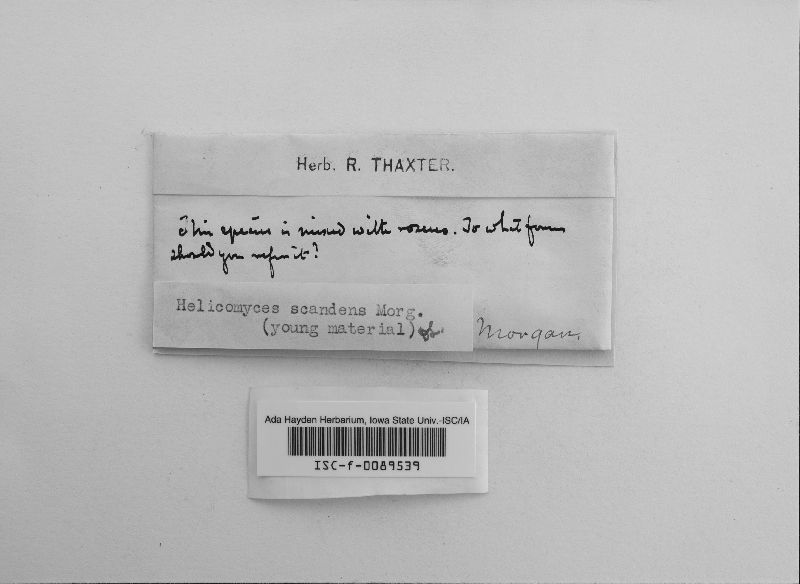 Herb. R. THAXTER.
This species is mixed with roseus. To what form
should you refer it?
Helicomyces scandens Morg.
(young material)
Morgan.
Ada Hayden Herbarium, Iowa State Univ.-ISC/IA
ISC-f-0089539